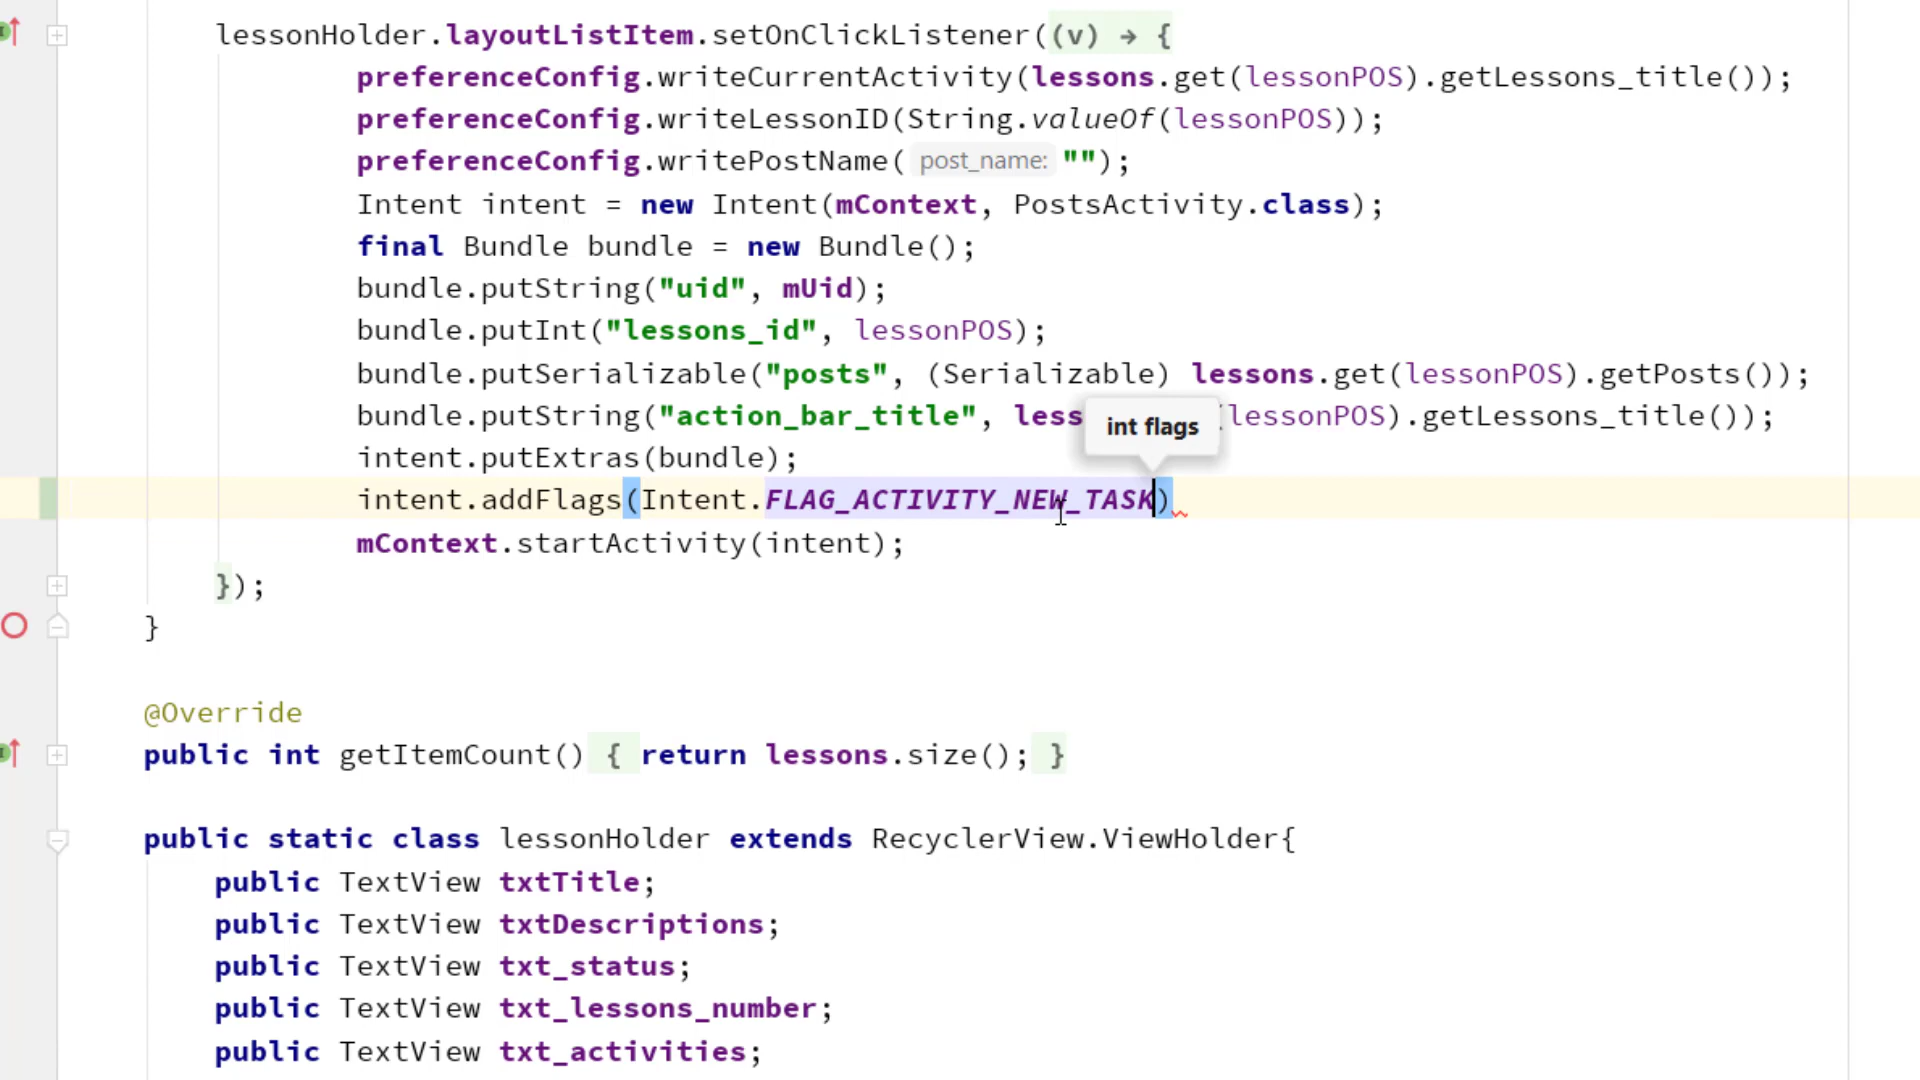 lessonHolder.layoutListItem.setOnClickListener((v) → {
preferenceConfig.writeCurrentActivity(lessons.get(lessonPOS).getLessons_title());
preferenceConfig.writeLessonID(String.valueOf(lessonPOS));
preferenceConfig.writePostName( post_name: "");
Intent intent = new Intent(mContext, PostsActivity.class);
final Bundle bundle = new Bundle();
bundle.putString("uid", mUid);
bundle.putInt("lessons_id", lessonPOS);
bundle.putSerializable("posts", (Serializable) lessons.get(lessonPOS).getPosts());
bundle.putString("action_bar_title", less (lessonPOS).getLessons_title());
int flags
intent.putExtras(bundle);
intent.addFlags(Intent.FLAG_ACTIVITY_NEW_TASK)
mContext.startActivity(intent);
});
}
@Override
public int getItemCount() { return lessons.size(); }
public static class lessonHolder extends RecyclerView.ViewHolder{
public TextView txtTitle;
public TextView txtDescriptions;
public TextView txt_status;
public TextView txt_lessons_number;
public TextView txt_activities;